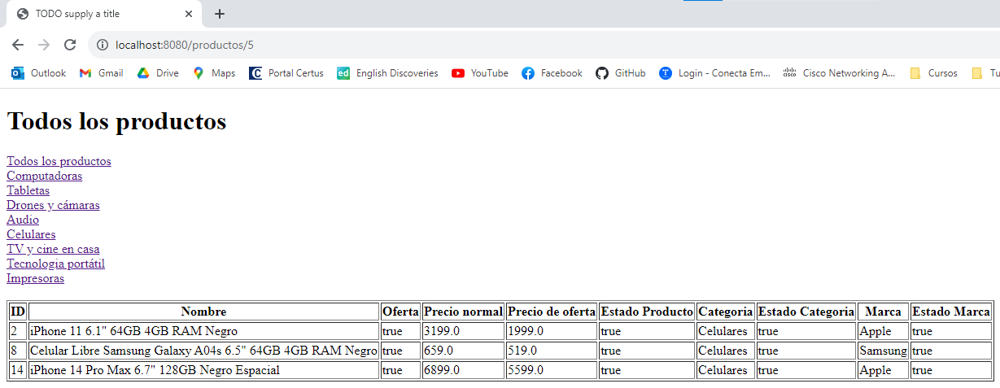 TODO supply a title
localhost:8080/productos/5
Outlook Gmail Drive Maps Portal Certus English Discoveries YouTube Facebook GitHub Login - Conecta Em... Cisco Networking A... Cursos Tu
Todos los productos
Todos los productos
Computadoras
Tabletas
Drones y cámaras
Audio
Celulares
TV y cine en casa
Tecnologia portátil
Impresoras
ID Nombre Oferta Precio normal Precio de oferta Estado Producto Categoria Estado Categoria Marca Estado Marca
2 iPhone 11 6.1" 64GB 4GB RAM Negro true 3199.0 1999.0 true Celulares true Apple true
8 Celular Libre Samsung Galaxy A04s 6.5" 64GB 4GB RAM Negro true 659.0 519.0 true Celulares true Samsung true
14 iPhone 14 Pro Max 6.7" 128GB Negro Espacial true 6899.0 5599.0 true Celulares true Apple true